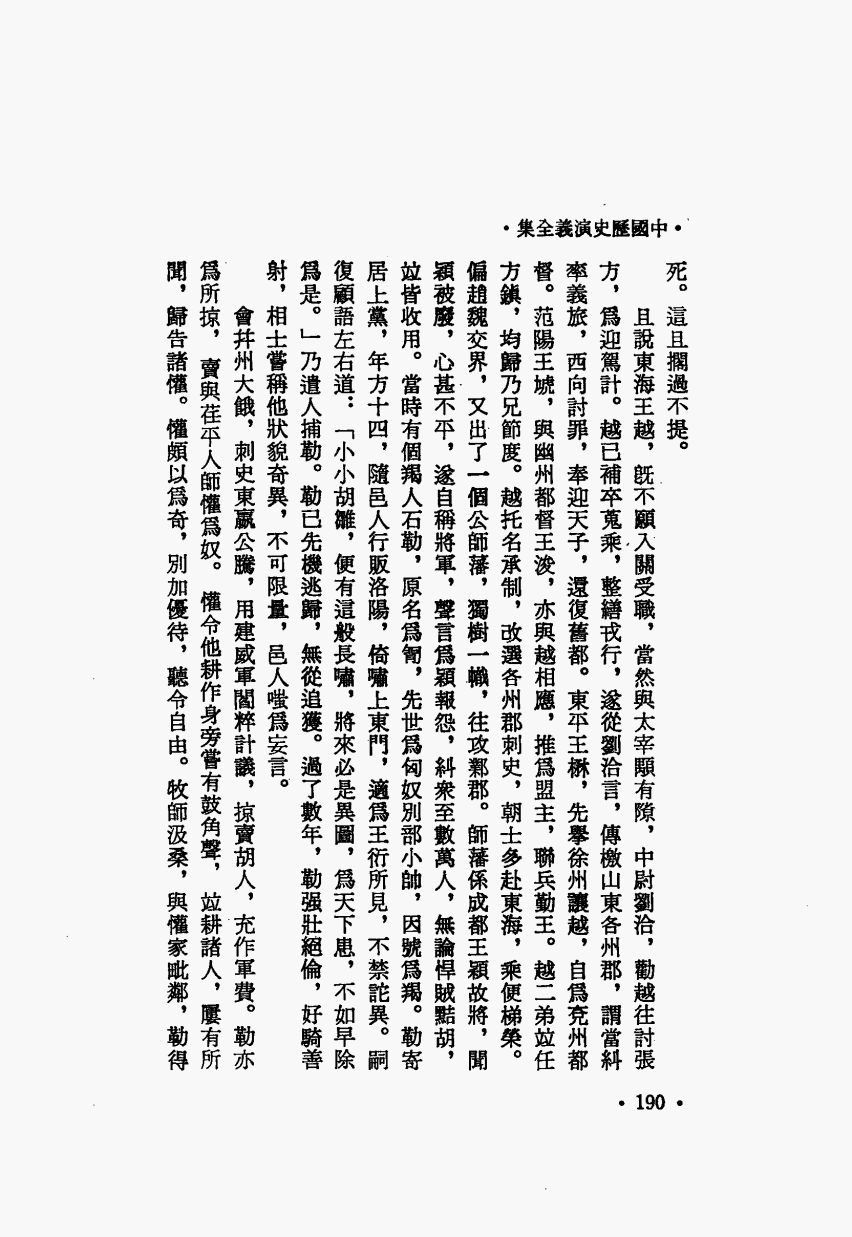 •中國歷史演義全集•
死。這且擱過不提。
且說東海王越，既不願入關受職，當然與太宰顒有隙，中尉劉洽，勸越往討張
方，爲迎駕計。越已補卒蒐乘，整繕戎行，遂從劉洽言，傳檄山東各州郡，謂當糾
率義旅，西向討罪，奉迎天子，還復舊都。東平王楙，先舉徐州讓越，自爲兗州都
督。范陽王虓，與幽州都督王浚，亦與越相應，推爲盟主，聯兵勤王。越二弟竝任
方鎮，均歸乃兄節度。越托名承制，改選各州郡刺史，朝士多赴東海，乘便梯榮。
偏趙魏交界，又出了一個公師藩，獨樹一幟，往攻鄴郡。師藩係成都王穎故將，聞
穎被廢，心甚不平，遂自稱將軍，聲言爲穎報怨，糾衆至數萬人，無論悍賊黠胡，
竝皆收用。當時有個羯人石勒，原名爲㔨，先世爲匈奴別部小帥，因號爲羯。勒寄
居上黨，年方十四，隨邑人行販洛陽，倚嘯上東門，適爲王衍所見，不禁詫異。嗣
復顧語左右道：「小小胡雛，便有這般長嘯，將來必是異圖，爲天下患，不如早除
爲是。」乃遣人捕勒。勒已先機逃歸，無從追獲。過了數年，勒强壯絕倫，好騎善
射，相士嘗稱他狀貌奇異，不可限量，邑人嗤爲妄言。
會幷州大餓，刺史東嬴公騰，用建威軍閻粹計議，掠賣胡人，充作軍費。勒亦
爲所掠，賣與茌平人師懽爲奴。懽令他耕作身旁嘗有鼓角聲，竝耕諸人，屢有所
聞，歸告諸懽。懽頗以爲奇，別加優待，聽令自由。牧師汲桑，與懽家毗鄰，勒得
•190•